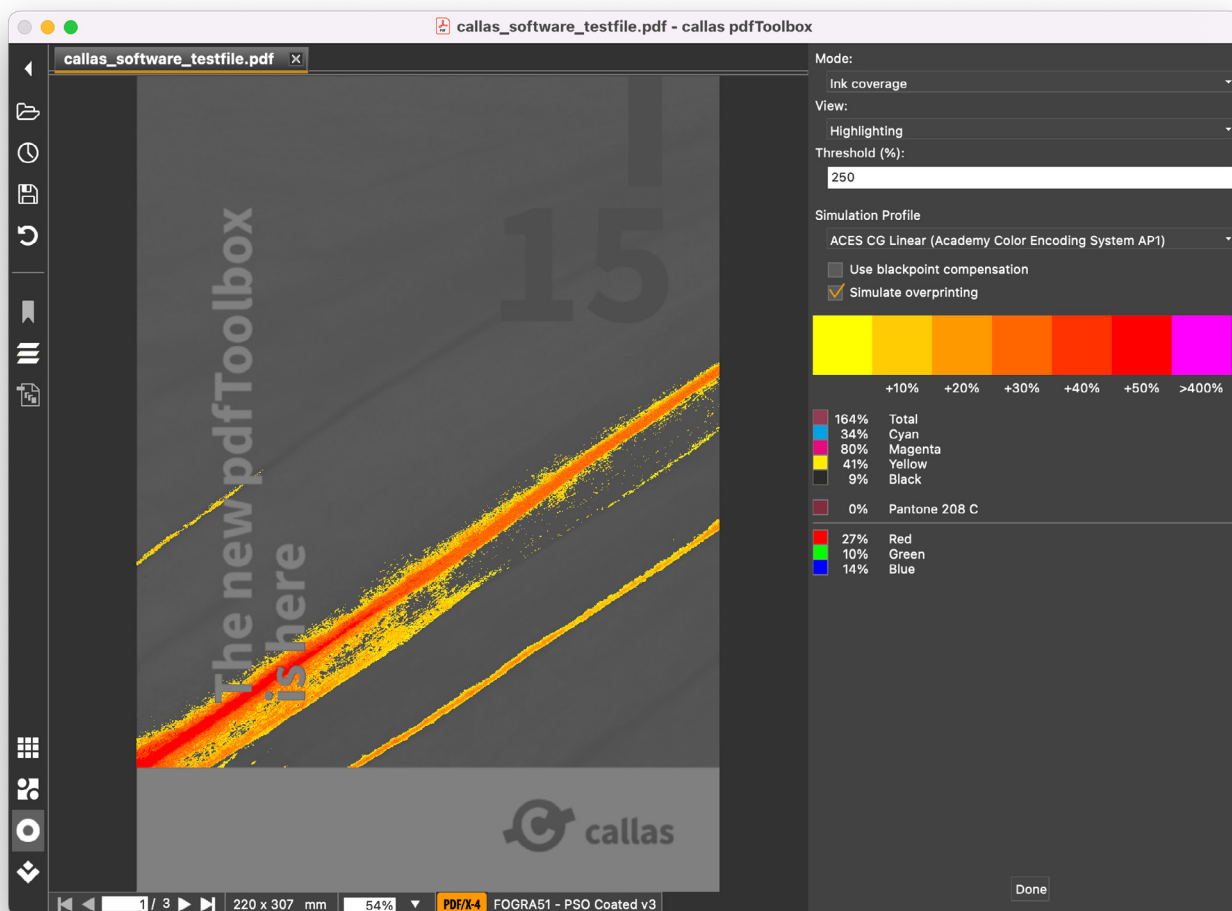 callas_software_testfile.pdf - callas pdfToolbox
callas_software_testfile.pdf
15
The new pdfToolbox
is here
callas
1 / 3
220 x 307 mm
54%
PDF/X-4
FOGRA51 - PSO Coated v3
Mode:
Ink coverage
View:
Highlighting
Threshold (%):
250
Simulation Profile
ACES CG Linear (Academy Color Encoding System AP1)
Use blackpoint compensation
Simulate overprinting
+10% +20% +30% +40% +50% >400%
164% Total
34% Cyan
80% Magenta
41% Yellow
9% Black
0% Pantone 208 C
27% Red
10% Green
14% Blue
Done